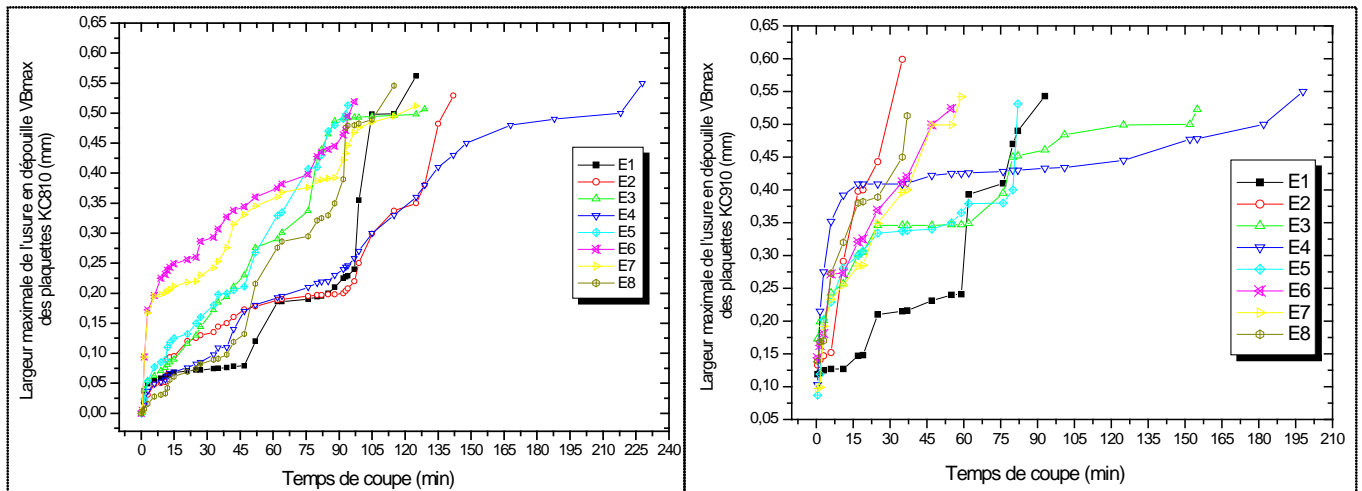 0,65
0,60
0,55
0,50
0,45
0,40
0,35
0,30
0,25
0,20
0,15
0,10
0,05
0,00
Largeur maximale de l'usure en dépouille VBmax
des plaquettes KC910 (mm)
E1
E2
E3
E4
E5
E6
E7
E8
0 15 30 45 60 75 90 105 120 135 150 165 180 195 210 225 240
Temps de coupe (min)
0,65
0,60
0,55
0,50
0,45
0,40
0,35
0,30
0,25
0,20
0,15
0,10
0,05
Largeur maximale de l'usure en dépouille VBmax
des plaquettes KC910 (mm)
E1
E2
E3
E4
E5
E6
E7
E8
0 15 30 45 60 75 90 105 120 135 150 165 180 195 210
Temps de coupe (min)